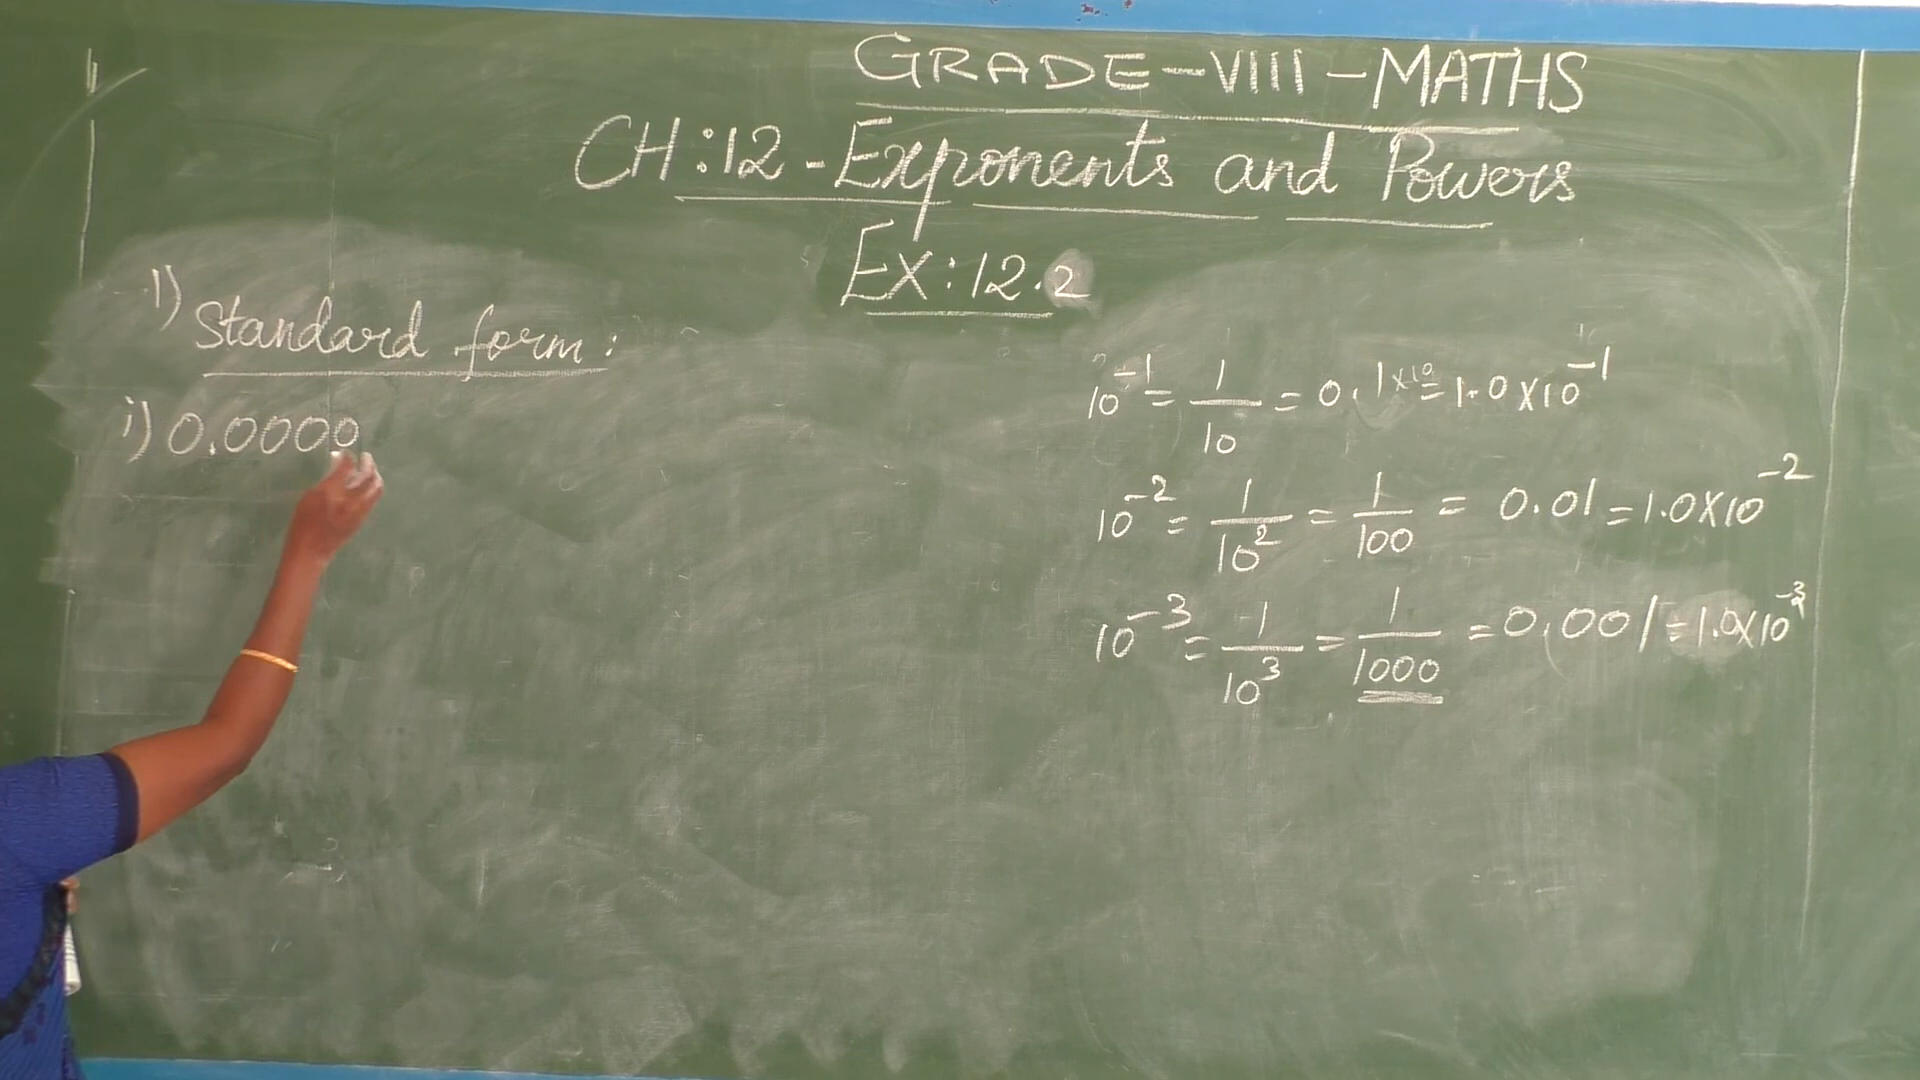 GRADE-VIII-MATHS
CH:12-Exponents and Powers
Ex:12.2
1) Standard form:
i) 0.0000
10⁻¹ = 1/10 = 0.1×10 = 1.0×10⁻¹
10⁻² = 1/10² = 1/100 = 0.01 = 1.0×10⁻²
10⁻³ = 1/10³ = 1/1000 = 0.001 = 1.0×10⁻³